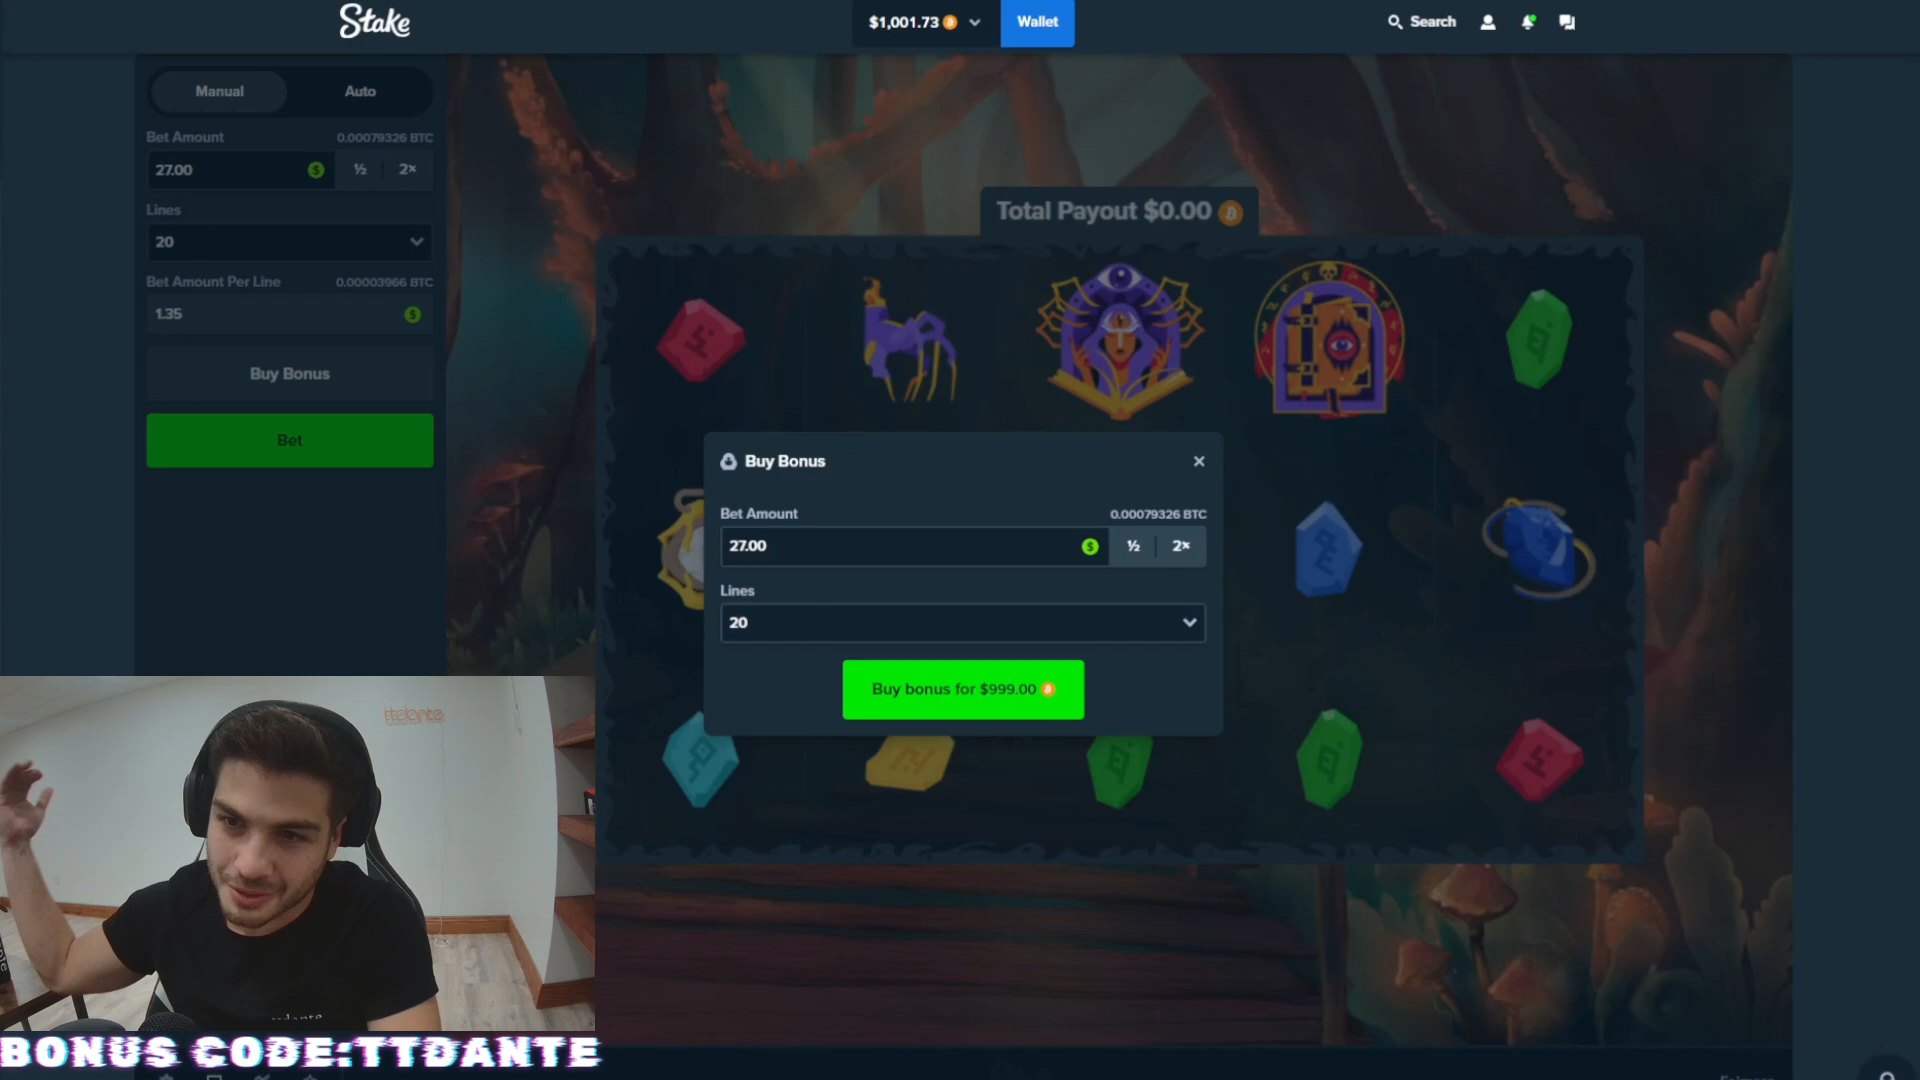 Stake
$1,001.73
Wallet
Search
Manual
Auto
Bet Amount
0.00079326 BTC
27.00
½
2×
Lines
20
Bet Amount Per Line
0.00003966 BTC
1.35
Buy Bonus
Bet
Total Payout $0.00
Buy Bonus
Bet Amount
0.00079326 BTC
27.00
½
2×
Lines
20
Buy bonus for $999.00
ttdante
ttdante
BONUS CODE:TTDANTE